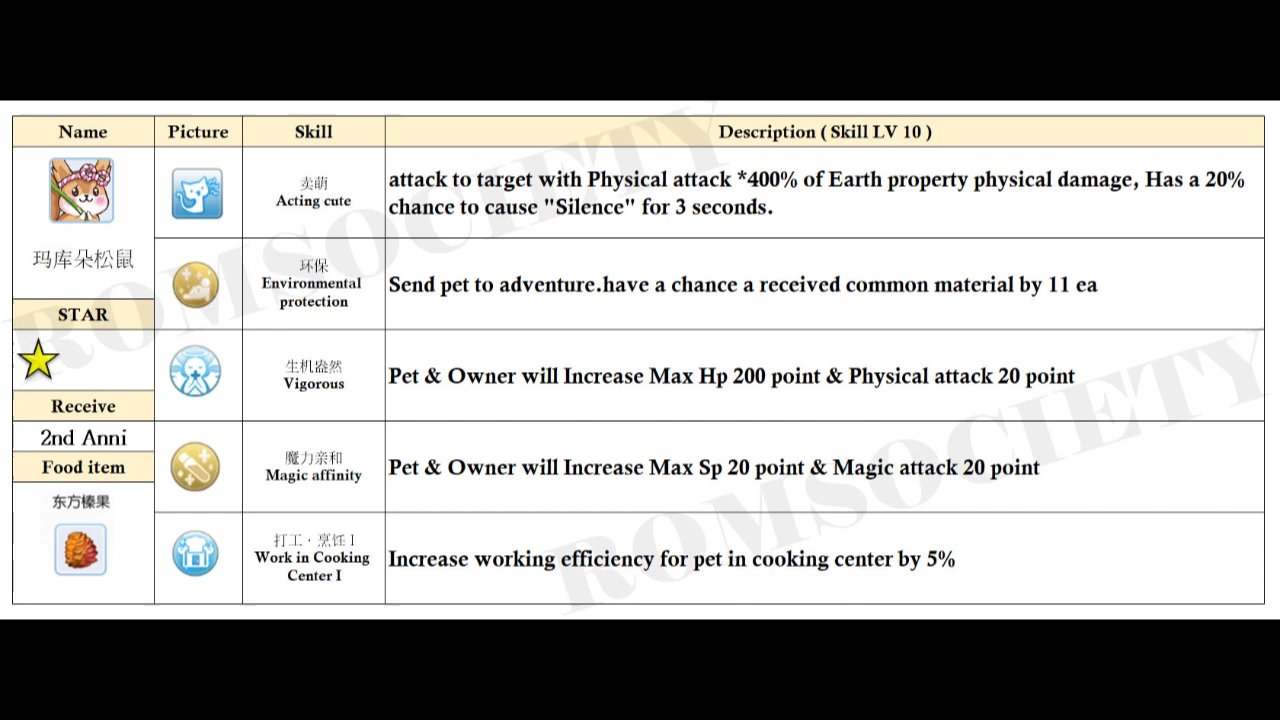 Name
Picture
Skill
Description ( Skill LV 10 )
玛库朵松鼠
卖萌
Acting cute
attack to target with Physical attack *400% of Earth property physical damage, Has a 20%
chance to cause "Silence" for 3 seconds.
环保
Environmental
protection
Send pet to adventure.have a chance a received common material by 11 ea
STAR
生机盎然
Vigorous
Pet & Owner will Increase Max Hp 200 point & Physical attack 20 point
Receive
2nd Anni
Food item
东方榛果
魔力亲和
Magic affinity
Pet & Owner will Increase Max Sp 20 point & Magic attack 20 point
打工 · 烹饪 I
Work in Cooking
Center I
Increase working efficiency for pet in cooking center by 5%
ROMSOCIETY
ROMSOCIETY